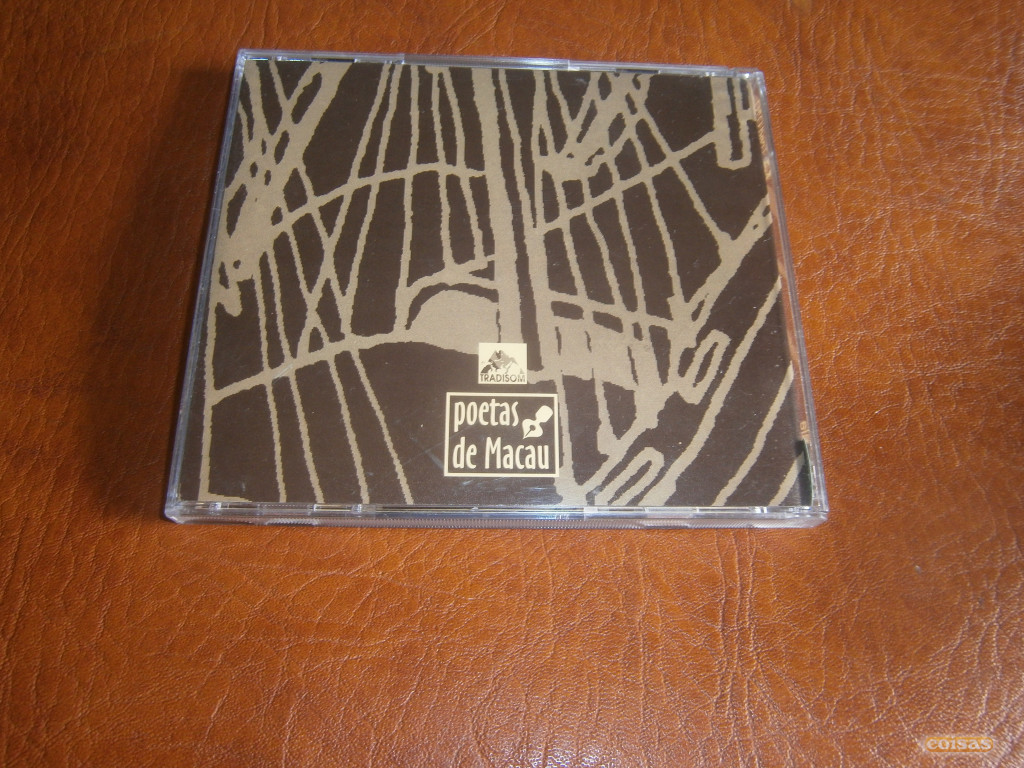 TRADISOM
poetas
de Macau
coisas